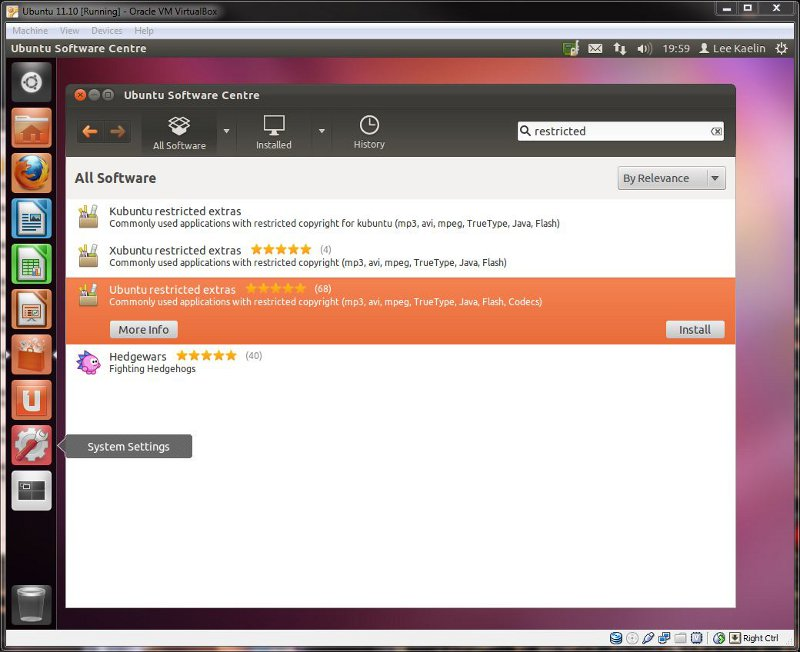 Ubuntu 11.10 [Running] - Oracle VM VirtualBox
Machine View Devices Help
Ubuntu Software Centre 19:59 Lee Kaelin
Ubuntu Software Centre
All Software Installed History
restricted
All Software By Relevance
Kubuntu restricted extras
Commonly used applications with restricted copyright for kubuntu (mp3, avi, mpeg, TrueType, Java, Flash)
Xubuntu restricted extras (4)
Commonly used applications with restricted copyright (mp3, avi, mpeg, TrueType, Java, Flash)
Ubuntu restricted extras (68)
Commonly used applications with restricted copyright (mp3, avi, mpeg, TrueType, Java, Flash, Codecs)
More Info Install
Hedgewars (40)
Fighting Hedgehogs
System Settings
Right Ctrl